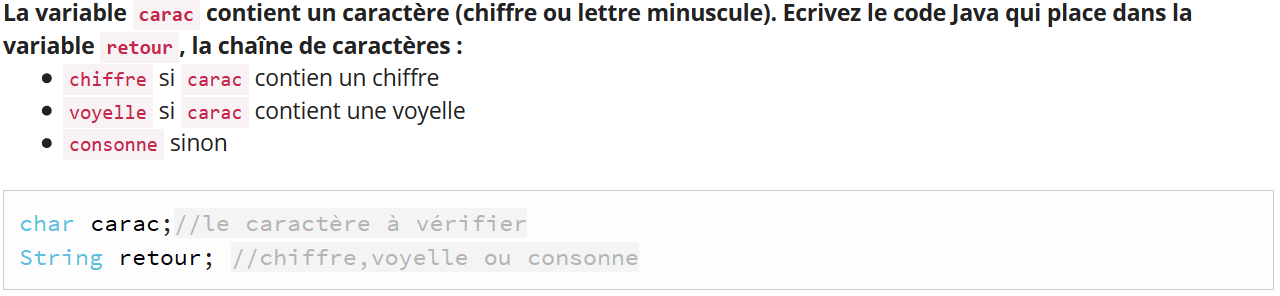 La variable carac contient un caractère (chiffre ou lettre minuscule). Ecrivez le code Java qui place dans la
variable retour, la chaîne de caractères :
• chiffre si carac contien un chiffre
• voyelle si carac contient une voyelle
• consonne sinon
char carac;//le caractère à vérifier
String retour; //chiffre,voyelle ou consonne